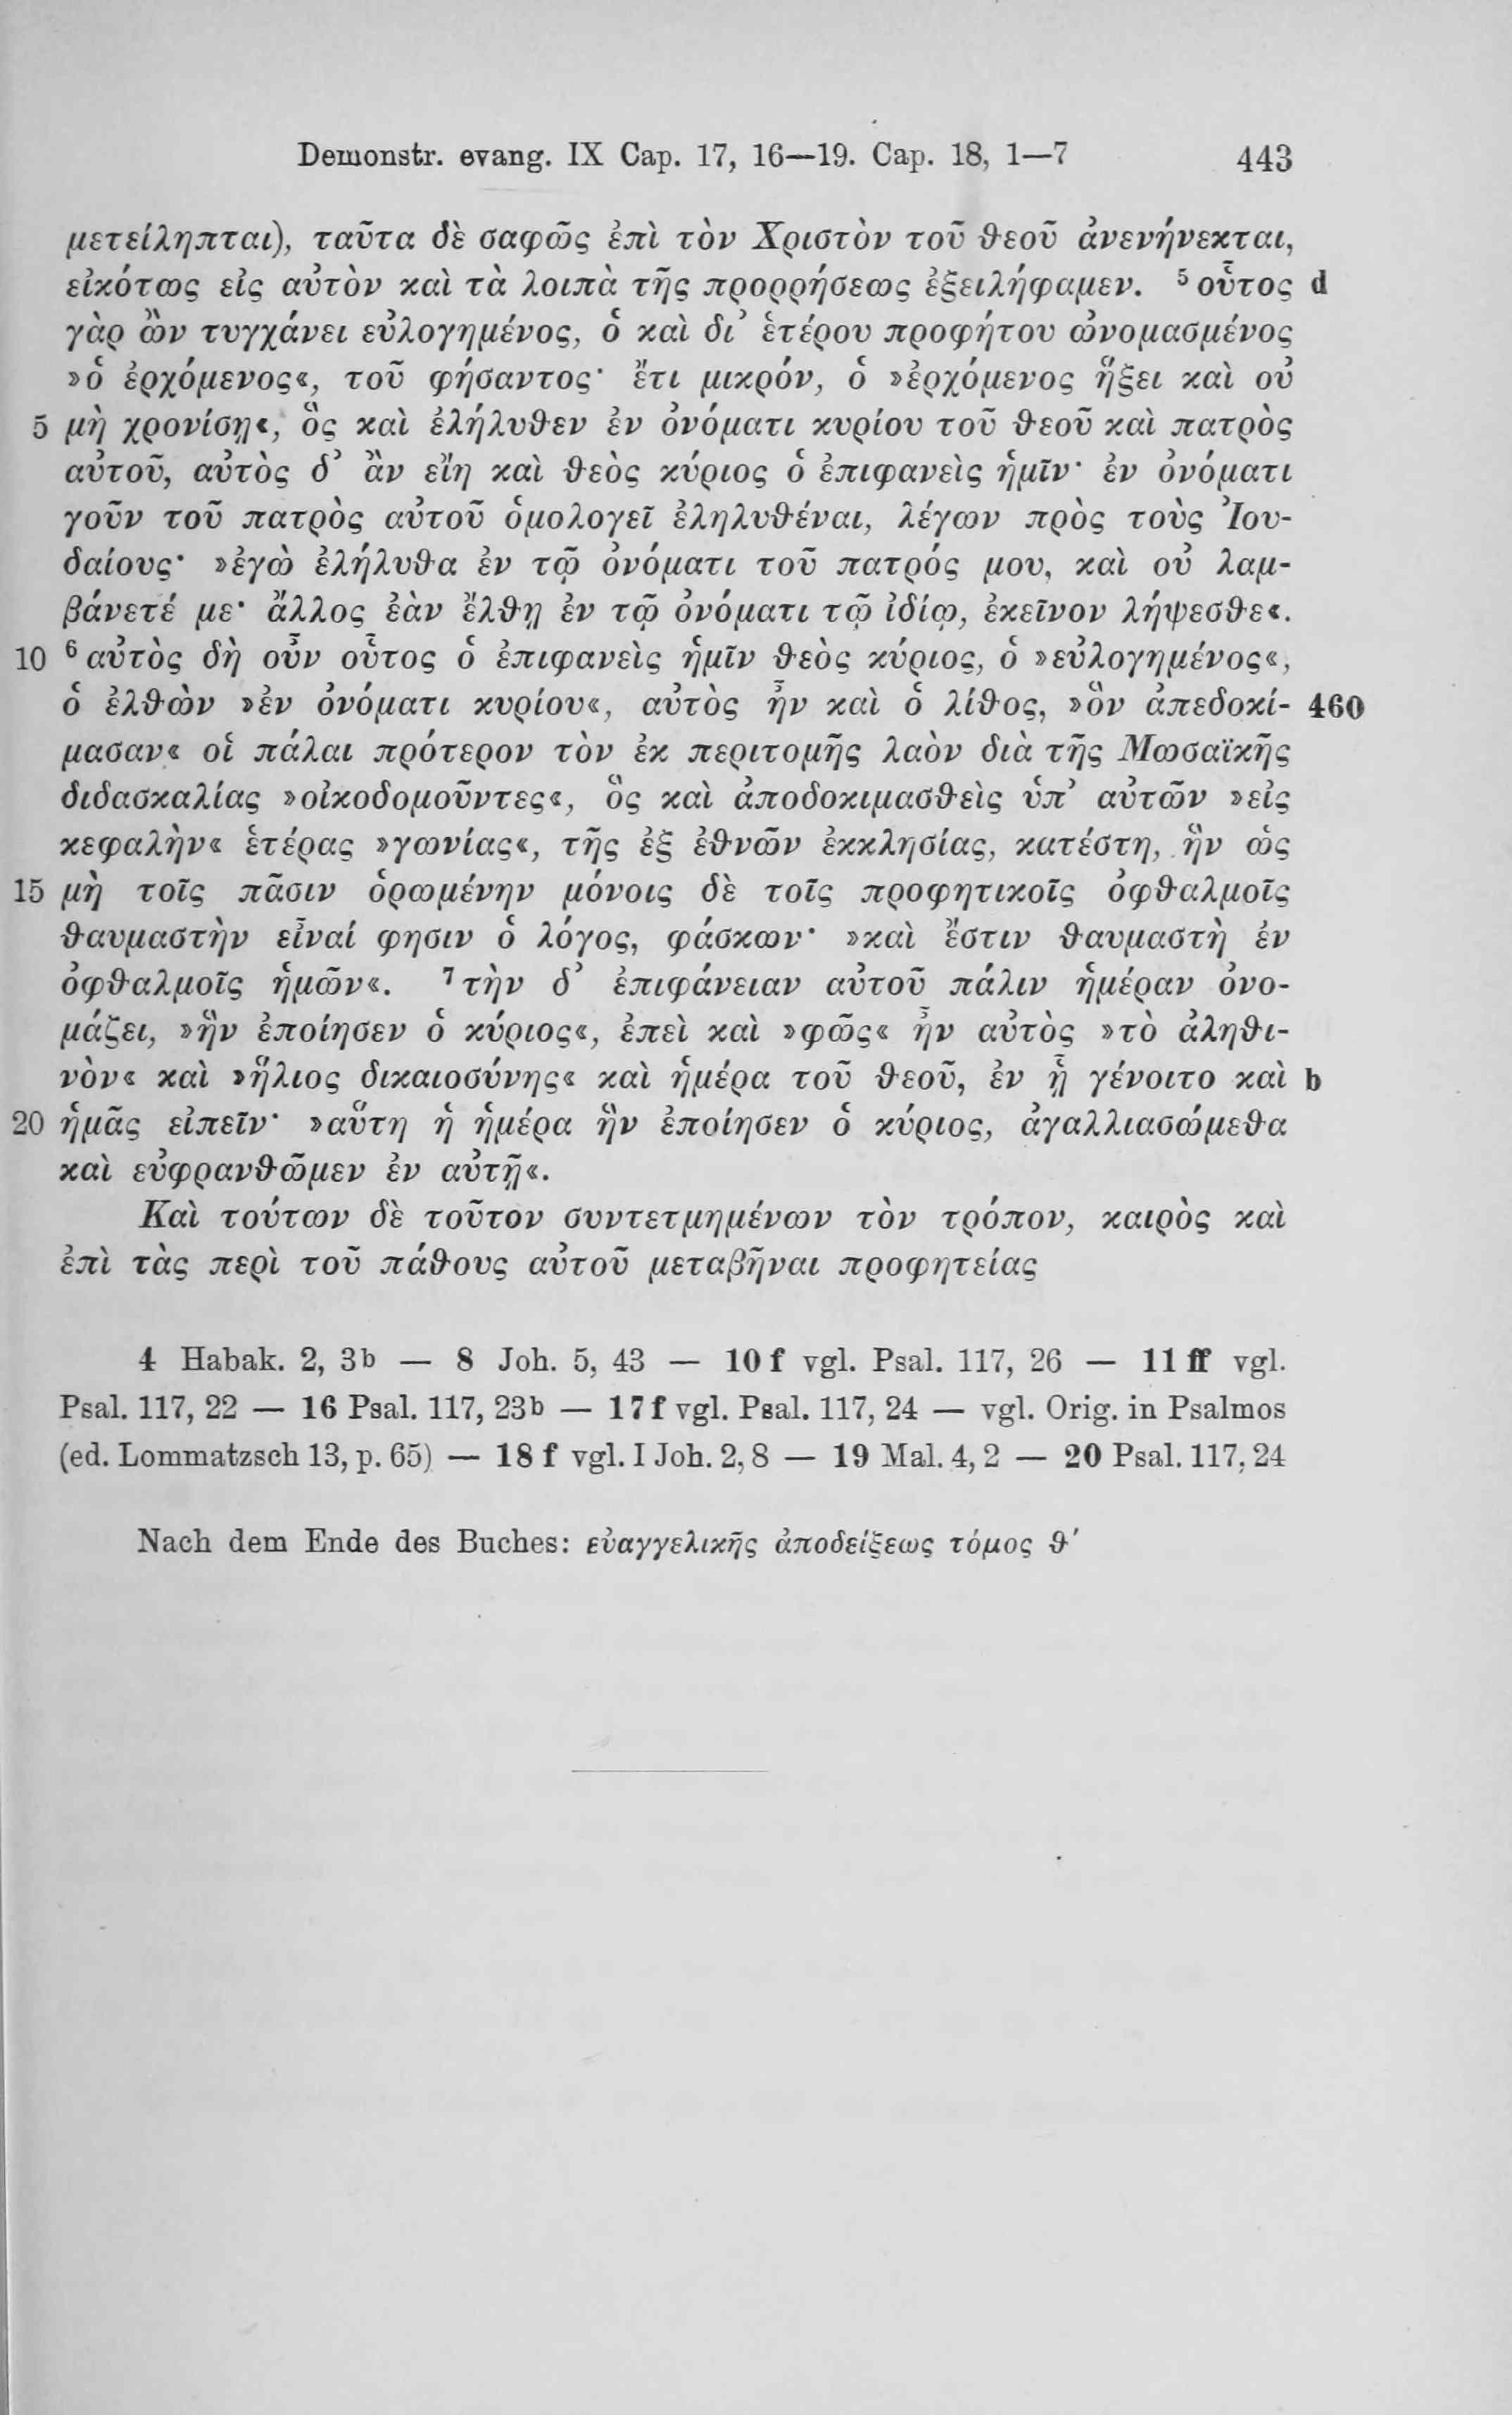 Demonstr. evang. IX Cap. 17, 16—19. Cap. 18, 1—7 443
μετείληπται), ταῦτα δὲ σαφῶς ἐπὶ τὸν Χριστὸν τοῦ θεοῦ ἀνενήνεκται,
εἰκότως εἰς αὐτὸν καὶ τὰ λοιπὰ τῆς προρρήσεως ἐξειλήφαμεν. ⁵ οὗτος d
γὰρ ὢν τυγχάνει εὐλογημένος, ὁ καὶ δι’ ἑτέρου προφήτου ὠνομασμένος
»ὁ ἐρχόμενος«, τοῦ φήσαντος· ἔτι μικρόν, ὁ »ἐρχόμενος ἥξει καὶ οὐ
5 μὴ χρονίσῃ«, ὃς καὶ ἐλήλυθεν ἐν ὀνόματι κυρίου τοῦ θεοῦ καὶ πατρὸς
αὐτοῦ, αὐτὸς δ’ ἂν εἴη καὶ θεὸς κύριος ὁ ἐπιφανεὶς ἡμῖν· ἐν ὀνόματι
γοῦν τοῦ πατρὸς αὐτοῦ ὁμολογεῖ ἐληλυθέναι, λέγων πρὸς τοὺς Ἰου-
δαίους· »ἐγὼ ἐλήλυθα ἐν τῷ ὀνόματι τοῦ πατρός μου, καὶ οὐ λαμ-
βάνετέ με· ἄλλος ἐὰν ἔλθῃ ἐν τῷ ὀνόματι τῷ ἰδίῳ, ἐκεῖνον λήψεσθε«.
10 ⁶ αὐτὸς δὴ οὖν οὗτος ὁ ἐπιφανεὶς ἡμῖν θεὸς κύριος, ὁ »εὐλογημένος«,
ὁ ἐλθὼν »ἐν ὀνόματι κυρίου«, αὐτὸς ἦν καὶ ὁ λίθος, »ὃν ἀπεδοκί- 460
μασαν« οἱ πάλαι πρότερον τὸν ἐκ περιτομῆς λαὸν διὰ τῆς Μωσαϊκῆς
διδασκαλίας »οἰκοδομοῦντες«, ὃς καὶ ἀποδοκιμασθεὶς ὑπ’ αὐτῶν »εἰς
κεφαλὴν« ἑτέρας »γωνίας«, τῆς ἐξ ἐθνῶν ἐκκλησίας, κατέστη, ἣν ὡς
15 μὴ τοῖς πᾶσιν ὁρωμένην μόνοις δὲ τοῖς προφητικοῖς ὀφθαλμοῖς
θαυμαστὴν εἶναί φησιν ὁ λόγος, φάσκων· »καὶ ἔστιν θαυμαστὴ ἐν
ὀφθαλμοῖς ἡμῶν«. ⁷ τὴν δ’ ἐπιφάνειαν αὐτοῦ πάλιν ἡμέραν ὀνο-
μάζει, »ἣν ἐποίησεν ὁ κύριος«, ἐπεὶ καὶ »φῶς« ἦν αὐτὸς »τὸ ἀληθι-
νὸν« καὶ »ἥλιος δικαιοσύνης« καὶ ἡμέρα τοῦ θεοῦ, ἐν ᾗ γένοιτο καὶ b
20 ἡμᾶς εἰπεῖν· »αὕτη ἡ ἡμέρα ἣν ἐποίησεν ὁ κύριος, ἀγαλλιασώμεθα
καὶ εὐφρανθῶμεν ἐν αὐτῇ«.
Καὶ τούτων δὲ τοῦτον συντετμημένων τὸν τρόπον, καιρὸς καὶ
ἐπὶ τὰς περὶ τοῦ πάθους αὐτοῦ μεταβῆναι προφητείας
4 Habak. 2, 3b — 8 Joh. 5, 43 — 10 f vgl. Psal. 117, 26 — 11 ff vgl.
Psal. 117, 22 — 16 Psal. 117, 23b — 17 f vgl. Psal. 117, 24 — vgl. Orig. in Psalmos
(ed. Lommatzsch 13, p. 65) — 18 f vgl. I Joh. 2, 8 — 19 Mal. 4, 2 — 20 Psal. 117, 24
Nach dem Ende des Buches: εὐαγγελικῆς ἀποδείξεως τόμος θ′